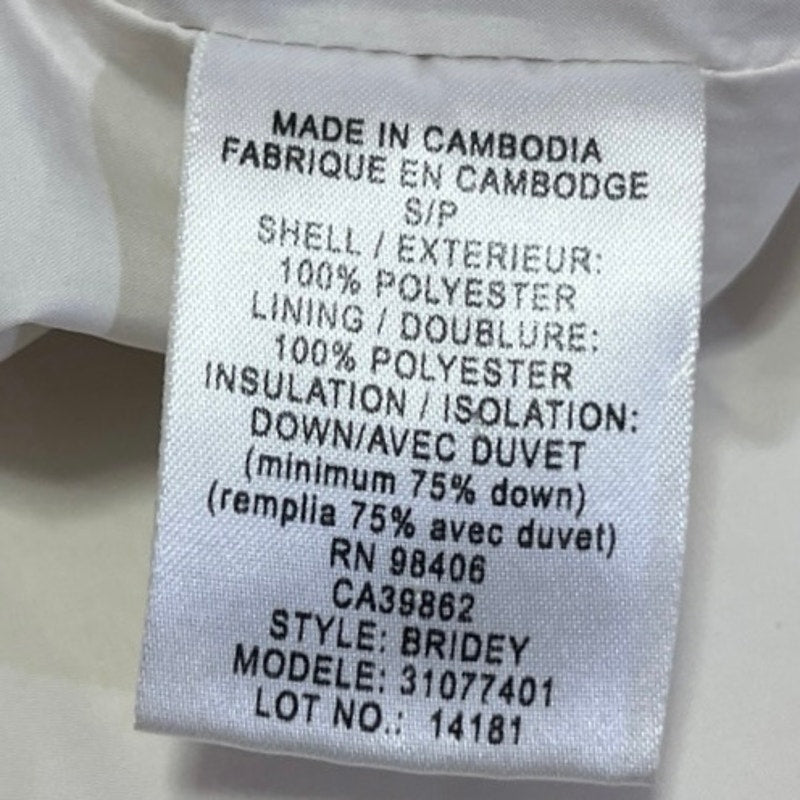 MADE IN CAMBODIA
FABRIQUE EN CAMBODGE
S/P
SHELL / EXTERIEUR:
100% POLYESTER
LINING / DOUBLURE:
100% POLYESTER
INSULATION / ISOLATION:
DOWN/AVEC DUVET
(minimum 75% down)
(remplia 75% avec duvet)
RN 98406
CA39862
STYLE: BRIDEY
MODELE: 31077401
LOT NO.: 14181